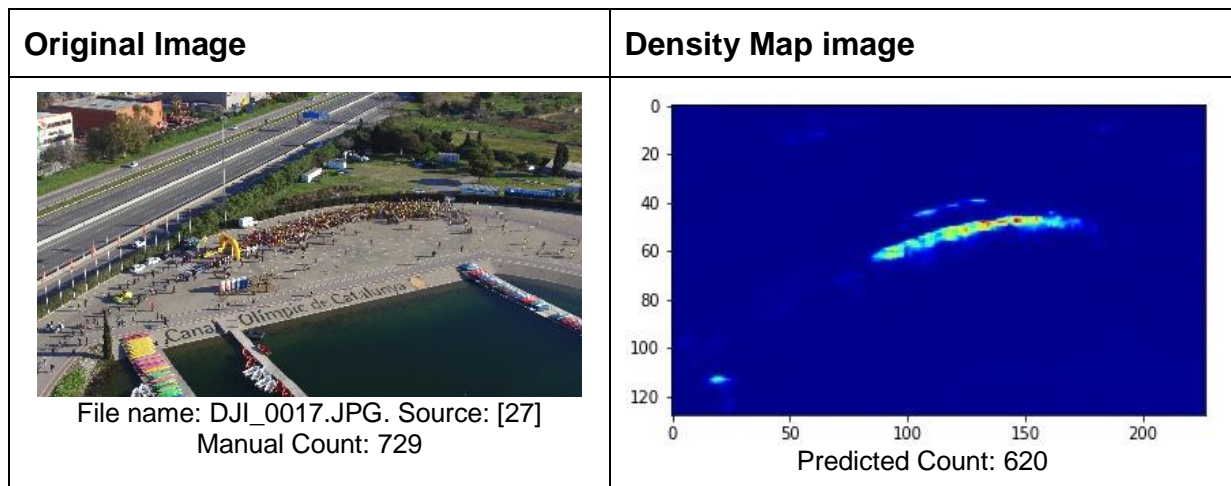 Original Image
Density Map image
Canal Olímpic de Catalunya
File name: DJI_0017.JPG. Source: [27]
Manual Count: 729
0
20
40
60
80
100
120
0 50 100 150 200
Predicted Count: 620